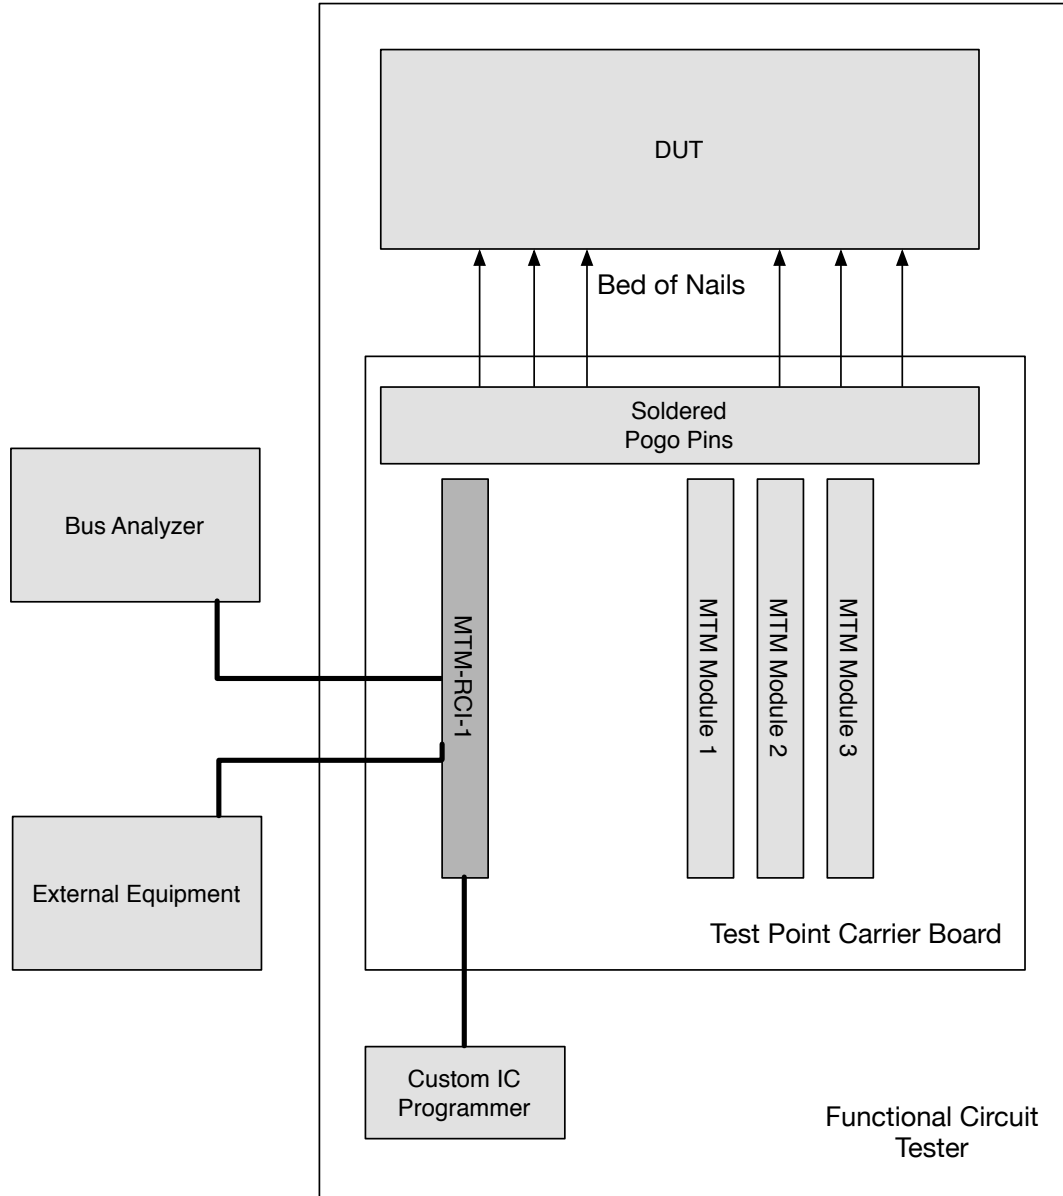 DUT
Bed of Nails
Soldered
Pogo Pins
Bus Analyzer
MTM-RCI-1
MTM Module 1
MTM Module 2
MTM Module 3
External Equipment
Test Point Carrier Board
Custom IC
Programmer
Functional Circuit
Tester